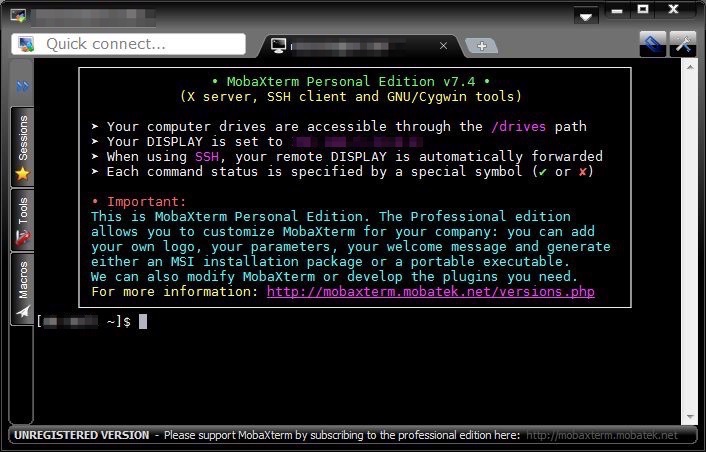 Quick connect...
• MobaXterm Personal Edition v7.4 •
(X server, SSH client and GNU/Cygwin tools)
➤ Your computer drives are accessible through the /drives path
➤ Your DISPLAY is set to
➤ When using SSH, your remote DISPLAY is automatically forwarded
➤ Each command status is specified by a special symbol (✔ or ✘)
• Important:
This is MobaXterm Personal Edition. The Professional edition
allows you to customize MobaXterm for your company: you can add
your own logo, your parameters, your welcome message and generate
either an MSI installation package or a portable executable.
We can also modify MobaXterm or develop the plugins you need.
For more information: http://mobaxterm.mobatek.net/versions.php
[ ~]$
Sessions
Tools
Macros
UNREGISTERED VERSION - Please support MobaXterm by subscribing to the professional edition here: http://mobaxterm.mobatek.net